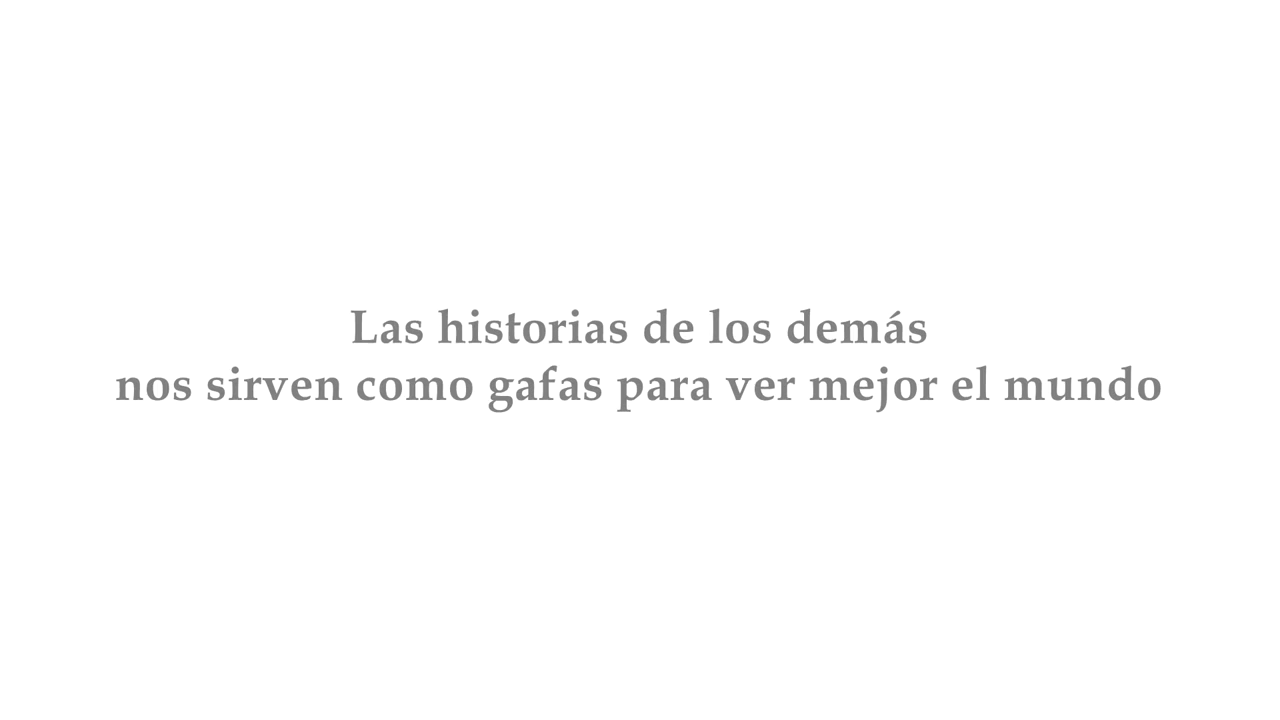 Las historias de los demás
nos sirven como gafas para ver mejor el mundo